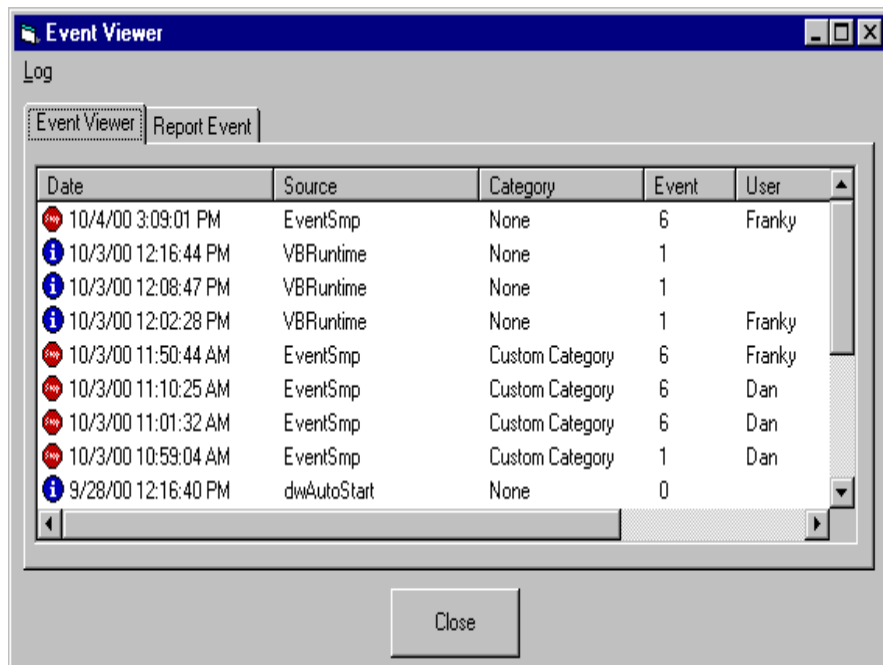 Event Viewer
Log
Event Viewer Report Event
Date Source Category Event User
10/4/00 3:09:01 PM EventSmp None 6 Franky
10/3/00 12:16:44 PM VBRuntime None 1
10/3/00 12:08:47 PM VBRuntime None 1
10/3/00 12:02:28 PM VBRuntime None 1 Franky
10/3/00 11:50:44 AM EventSmp Custom Category 6 Franky
10/3/00 11:10:25 AM EventSmp Custom Category 6 Dan
10/3/00 11:01:32 AM EventSmp Custom Category 6 Dan
10/3/00 10:59:04 AM EventSmp Custom Category 1 Dan
9/28/00 12:16:40 PM dwAutoStart None 0
Close